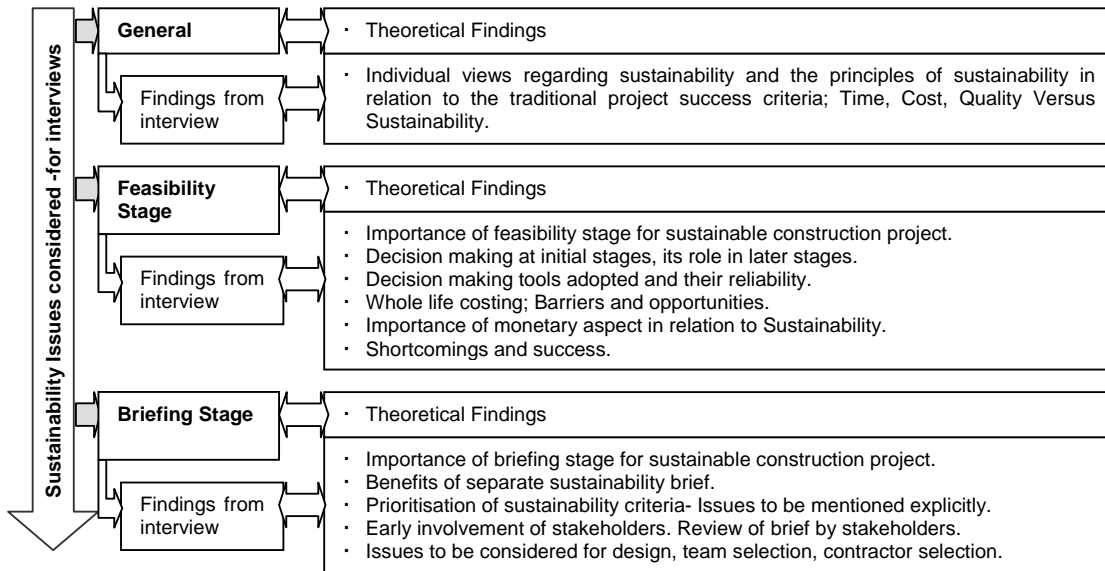 Sustainability Issues considered -for interviews
General
· Theoretical Findings
Findings from
interview
· Individual views regarding sustainability and the principles of sustainability in
relation to the traditional project success criteria; Time, Cost, Quality Versus
Sustainability.
Feasibility
Stage
· Theoretical Findings
Findings from
interview
· Importance of feasibility stage for sustainable construction project.
· Decision making at initial stages, its role in later stages.
· Decision making tools adopted and their reliability.
· Whole life costing; Barriers and opportunities.
· Importance of monetary aspect in relation to Sustainability.
· Shortcomings and success.
Briefing Stage
· Theoretical Findings
Findings from
interview
· Importance of briefing stage for sustainable construction project.
· Benefits of separate sustainability brief.
· Prioritisation of sustainability criteria- Issues to be mentioned explicitly.
· Early involvement of stakeholders. Review of brief by stakeholders.
· Issues to be considered for design, team selection, contractor selection.